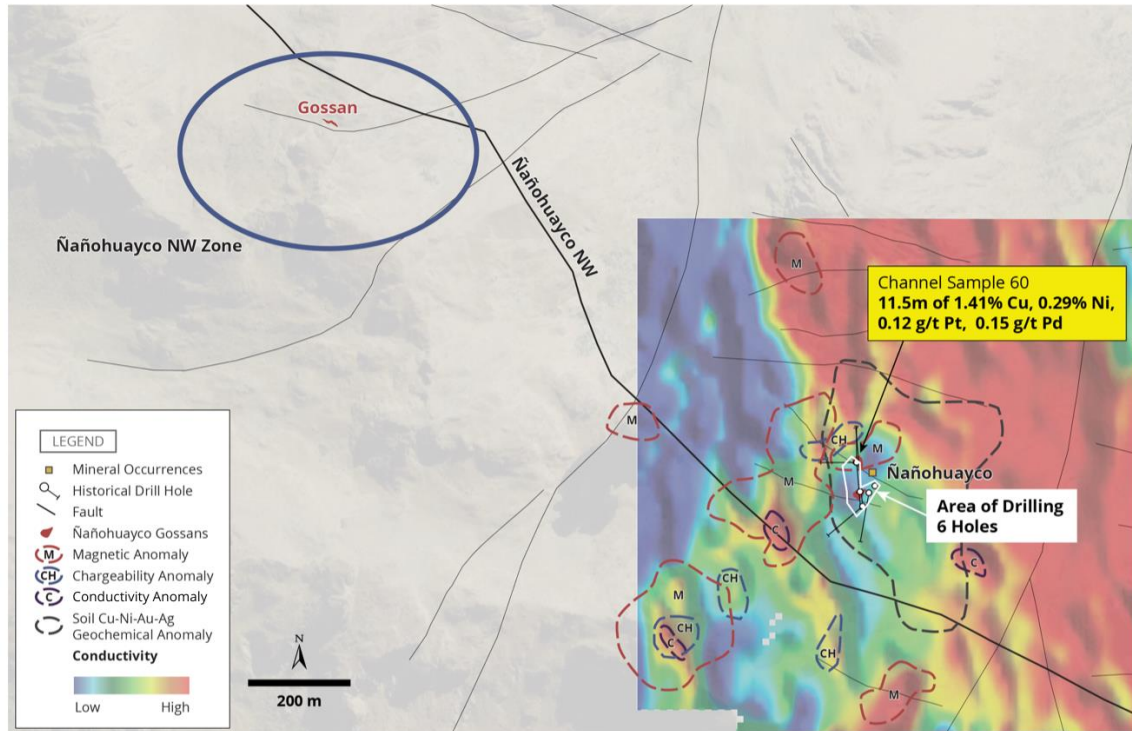 Gossan
Ñañohuayco NW
Ñañohuayco NW Zone
M
Channel Sample 60
11.5m of 1.41% Cu, 0.29% Ni,
0.12 g/t Pt, 0.15 g/t Pd
M
CH
M
Ñañohuayco
M
Area of Drilling
6 Holes
C
C
CH
M
CH
C
CH
M
LEGEND
Mineral Occurrences
Historical Drill Hole
Fault
Ñañohuayco Gossans
M Magnetic Anomaly
CH Chargeability Anomaly
C Conductivity Anomaly
Soil Cu-Ni-Au-Ag
Geochemical Anomaly
Conductivity
Low High
N
200 m